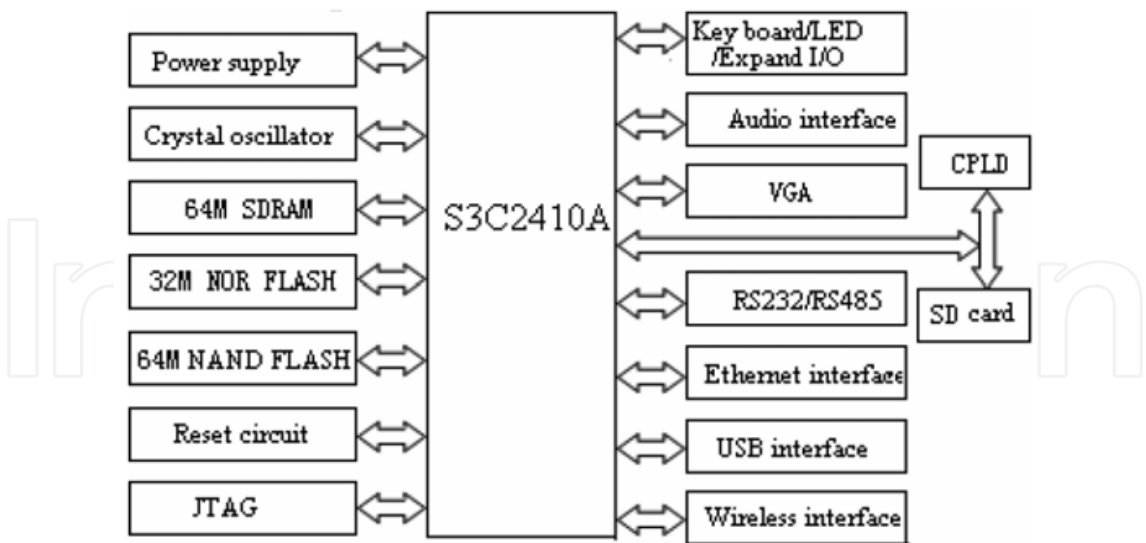 Power supply
Crystal oscillator
64M SDRAM
32M NOR FLASH
64M NAND FLASH
Reset circuit
JTAG
S3C2410A
Key board/LED
/Expand I/O
Audio interface
VGA
RS232/RS485
Ethernet interface
USB interface
Wireless interface
CPLD
SD card